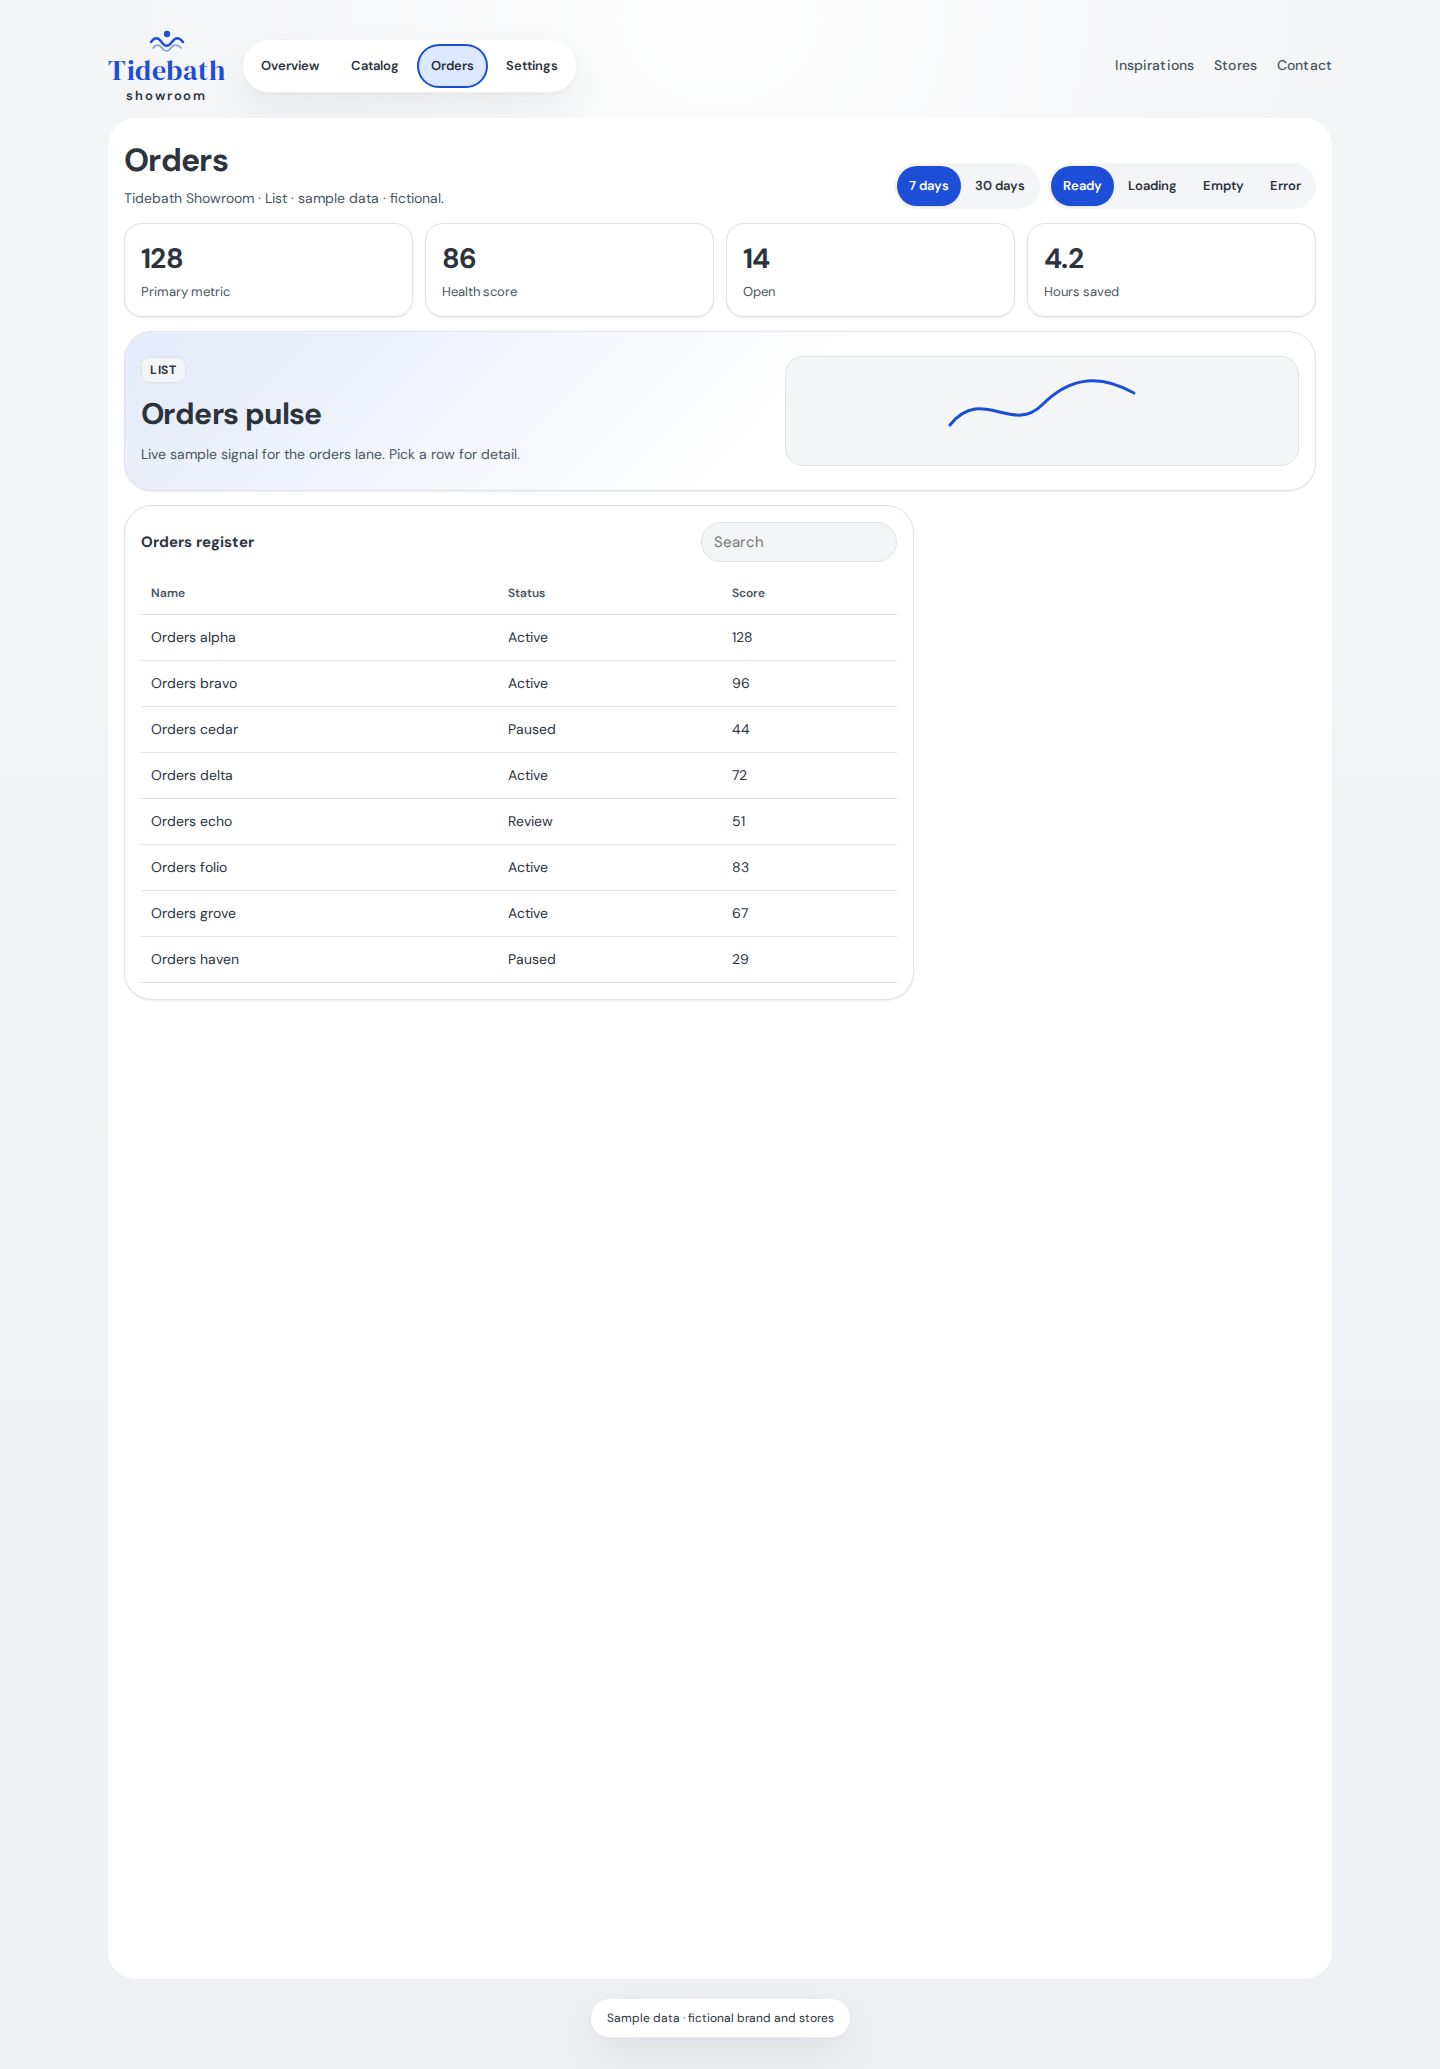 Tidebath
showroom
Overview Catalog Orders Settings
Inspirations Stores Contact
Orders
Tidebath Showroom · List · sample data · fictional.
7 days 30 days Ready Loading Empty Error
128 86 14 4.2
Primary metric Health score Open Hours saved
LIST
Orders pulse
Live sample signal for the orders lane. Pick a row for detail.
Orders register Search
Name Status Score
Orders alpha Active 128
Orders bravo Active 96
Orders cedar Paused 44
Orders delta Active 72
Orders echo Review 51
Orders folio Active 83
Orders grove Active 67
Orders haven Paused 29
Sample data · fictional brand and stores